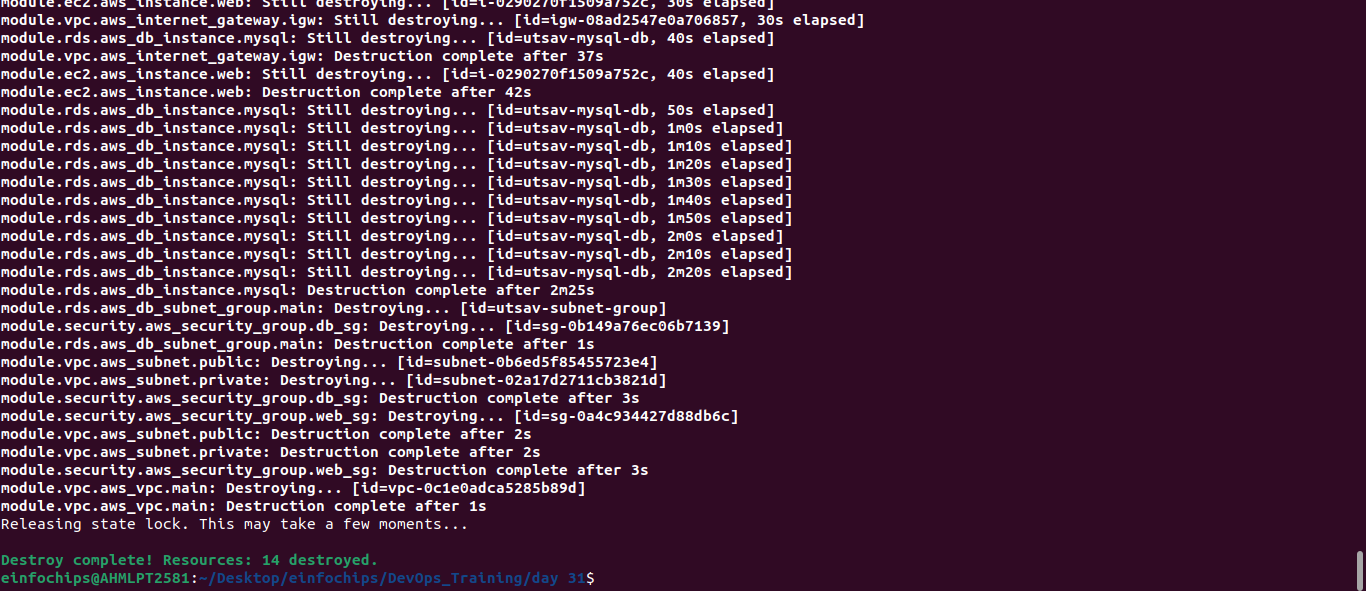 module.ec2.aws_instance.web: Still destroying... [id=i-0290270f1509a752c, 30s elapsed]
module.vpc.aws_internet_gateway.igw: Still destroying... [id=igw-08ad2547e0a706857, 30s elapsed]
module.rds.aws_db_instance.mysql: Still destroying... [id=utsav-mysql-db, 40s elapsed]
module.vpc.aws_internet_gateway.igw: Destruction complete after 37s
module.ec2.aws_instance.web: Still destroying... [id=i-0290270f1509a752c, 40s elapsed]
module.ec2.aws_instance.web: Destruction complete after 42s
module.rds.aws_db_instance.mysql: Still destroying... [id=utsav-mysql-db, 50s elapsed]
module.rds.aws_db_instance.mysql: Still destroying... [id=utsav-mysql-db, 1m0s elapsed]
module.rds.aws_db_instance.mysql: Still destroying... [id=utsav-mysql-db, 1m10s elapsed]
module.rds.aws_db_instance.mysql: Still destroying... [id=utsav-mysql-db, 1m20s elapsed]
module.rds.aws_db_instance.mysql: Still destroying... [id=utsav-mysql-db, 1m30s elapsed]
module.rds.aws_db_instance.mysql: Still destroying... [id=utsav-mysql-db, 1m40s elapsed]
module.rds.aws_db_instance.mysql: Still destroying... [id=utsav-mysql-db, 1m50s elapsed]
module.rds.aws_db_instance.mysql: Still destroying... [id=utsav-mysql-db, 2m0s elapsed]
module.rds.aws_db_instance.mysql: Still destroying... [id=utsav-mysql-db, 2m10s elapsed]
module.rds.aws_db_instance.mysql: Still destroying... [id=utsav-mysql-db, 2m20s elapsed]
module.rds.aws_db_instance.mysql: Destruction complete after 2m25s
module.rds.aws_db_subnet_group.main: Destroying... [id=utsav-subnet-group]
module.security.aws_security_group.db_sg: Destroying... [id=sg-0b149a76ec06b7139]
module.rds.aws_db_subnet_group.main: Destruction complete after 1s
module.vpc.aws_subnet.public: Destroying... [id=subnet-0b6ed5f85455723e4]
module.vpc.aws_subnet.private: Destroying... [id=subnet-02a17d2711cb3821d]
module.security.aws_security_group.db_sg: Destruction complete after 3s
module.security.aws_security_group.web_sg: Destroying... [id=sg-0a4c934427d88db6c]
module.vpc.aws_subnet.public: Destruction complete after 2s
module.vpc.aws_subnet.private: Destruction complete after 2s
module.security.aws_security_group.web_sg: Destruction complete after 3s
module.vpc.aws_vpc.main: Destroying... [id=vpc-0c1e0adca5285b89d]
module.vpc.aws_vpc.main: Destruction complete after 1s
Releasing state lock. This may take a few moments...
Destroy complete! Resources: 14 destroyed.
einfochips@AHMLPT2581:~/Desktop/einfochips/DevOps_Training/day 31$